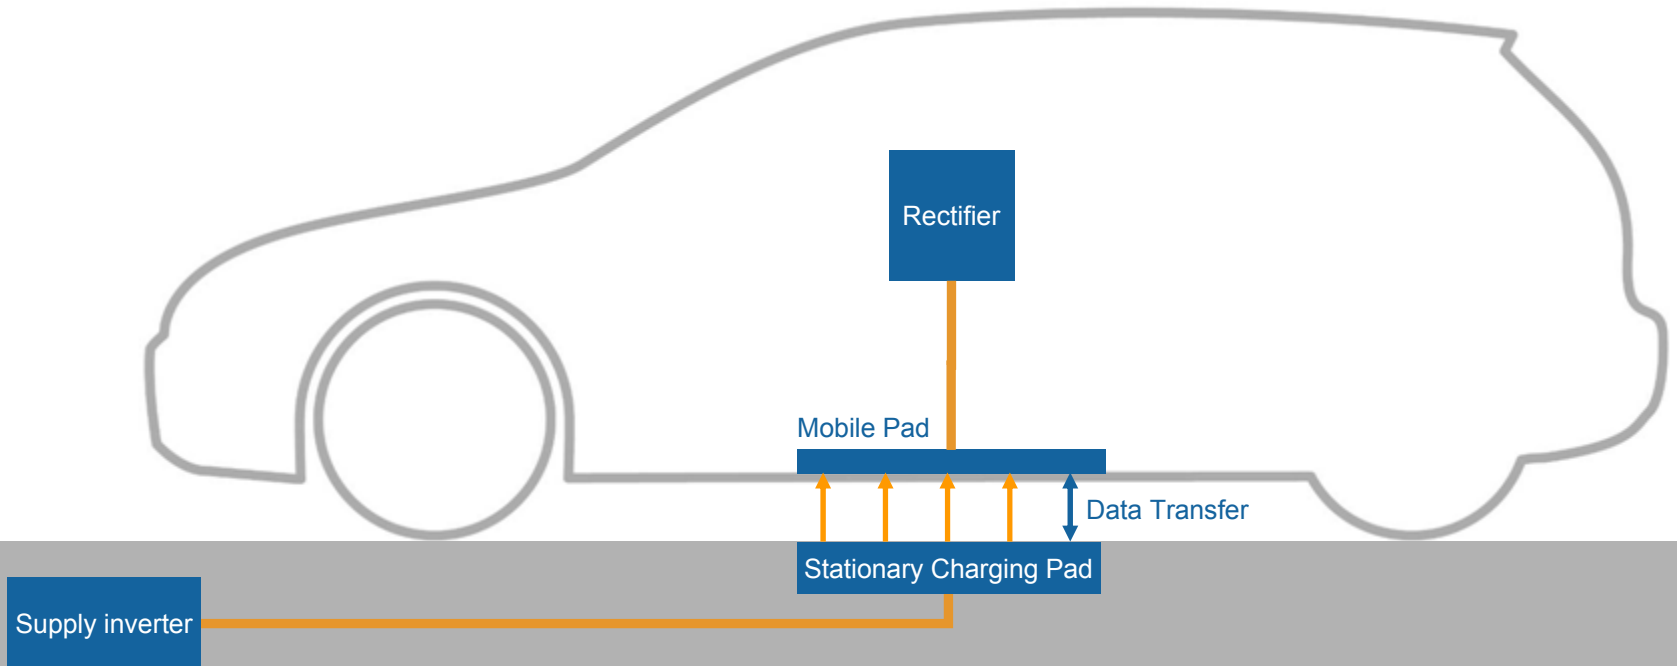 Rectifier
Mobile Pad
Data Transfer
Stationary Charging Pad
Supply inverter